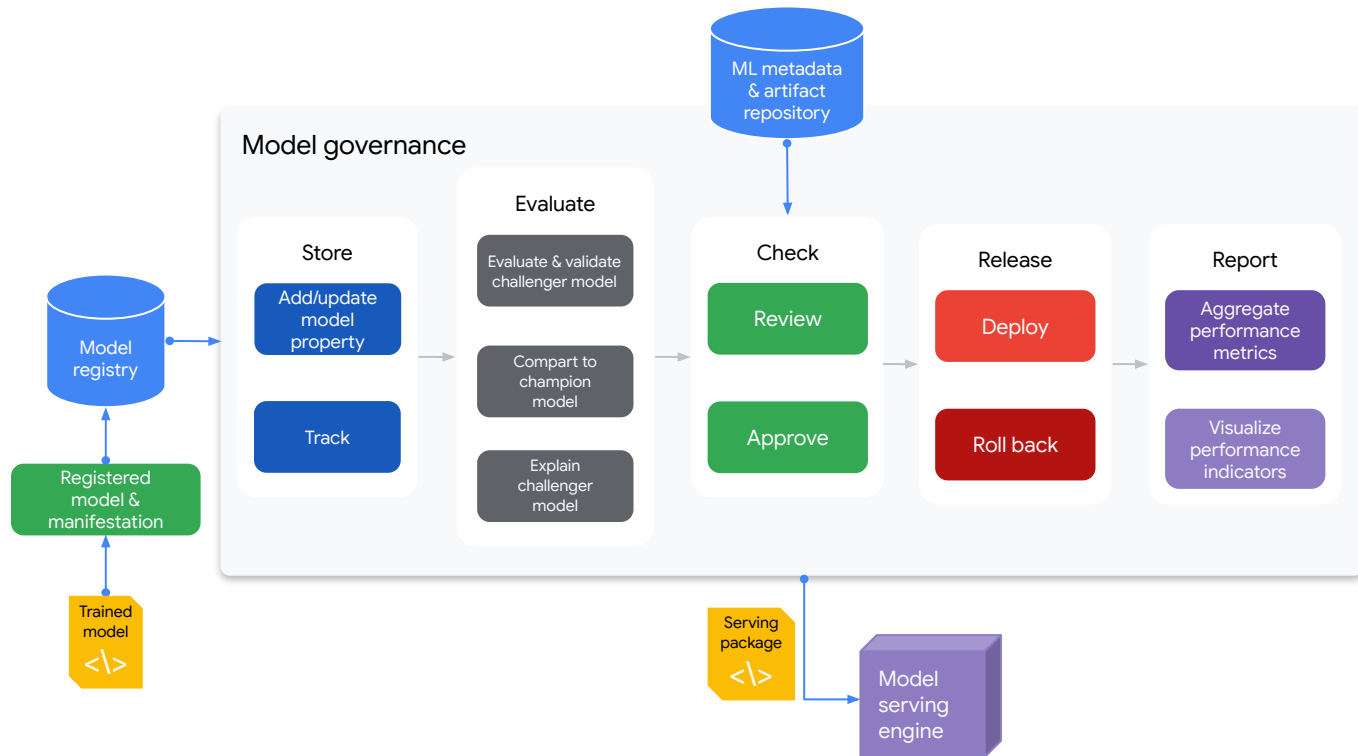 ML metadata
& artifact
repository
Model governance
Store
Add/update
model
property
Track
Evaluate
Evaluate & validate
challenger model
Compart to
champion
model
Explain
challenger
model
Check
Review
Approve
Release
Deploy
Roll back
Report
Aggregate
performance
metrics
Visualize
performance
indicators
Model
registry
Registered
model &
manifestation
Trained
model
<\>
Serving
package
<\>
Model
serving
engine